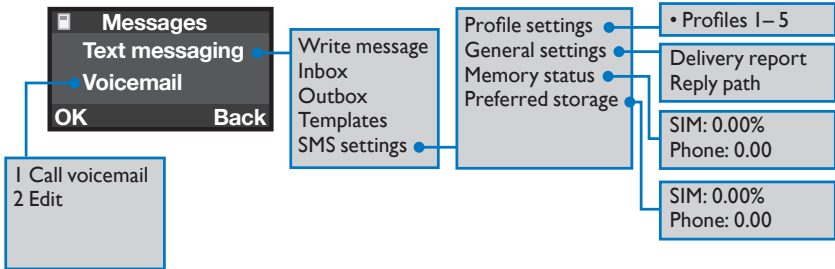 Messages
Text messaging
Voicemail
OK Back
1 Call voicemail
2 Edit
Write message
Inbox
Outbox
Templates
SMS settings
Profile settings
General settings
Memory status
Preferred storage
• Profiles 1– 5
Delivery report
Reply path
SIM: 0.00%
Phone: 0.00
SIM: 0.00%
Phone: 0.00